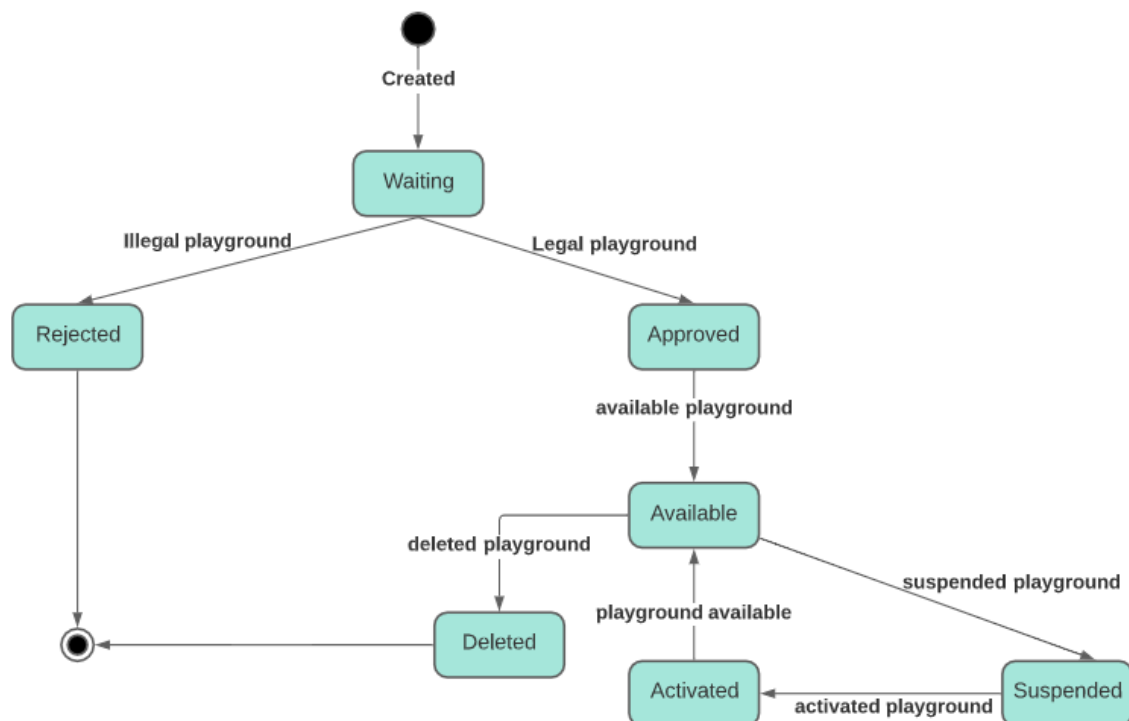 Created
Waiting
Illegal playground
Legal playground
Rejected
Approved
available playground
Available
deleted playground
suspended playground
playground available
Deleted
Activated
activated playground
Suspended